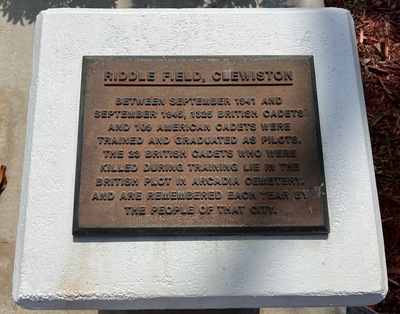 RIDDLE FIELD, CLEWISTON
BETWEEN SEPTEMBER 1941 AND
SEPTEMBER 1945, 1325 BRITISH CADETS
AND 109 AMERICAN CADETS WERE
TRAINED AND GRADUATED AS PILOTS.
THE 23 BRITISH CADETS WHO WERE
KILLED DURING TRAINING LIE IN THE
BRITISH PLOT IN ARCADIA CEMETERY,
AND ARE REMEMBERED EACH YEAR BY
THE PEOPLE OF THAT CITY.